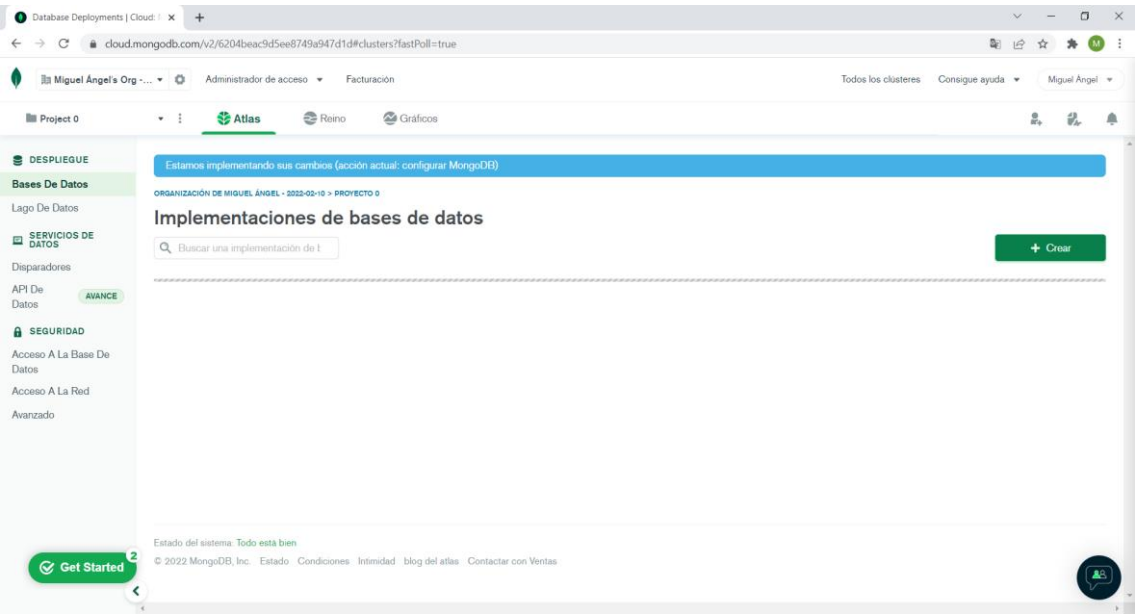 Database Deployments | Cloud:
cloud.mongodb.com/v2/6204beac9d5ee8749a947d1d#clusters?fastPoll=true
M
Miguel Ángel's Org -...
Administrador de acceso
Facturación
Todos los clústeres
Consigue ayuda
Miguel Ángel
Project 0
Atlas
Reino
Gráficos
DESPLIEGUE
Bases De Datos
Lago De Datos
SERVICIOS DE
DATOS
Disparadores
API De
Datos
AVANCE
SEGURIDAD
Acceso A La Base De
Datos
Acceso A La Red
Avanzado
Estamos implementando sus cambios (acción actual: configurar MongoDB)
ORGANIZACIÓN DE MIGUEL ÁNGEL - 2022-02-10 > PROYECTO 0
Implementaciones de bases de datos
Buscar una implementación de
+ Crear
Estado del sistema: Todo está bien
© 2022 MongoDB, Inc. Estado Condiciones Intimidad blog del atlas Contactar con Ventas
Get Started
2